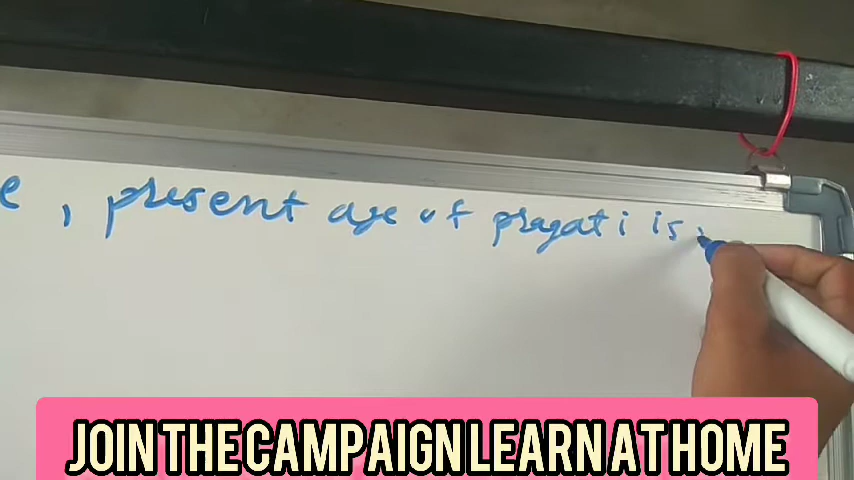 e, present age of pragati is
JOIN THE CAMPAIGN LEARN AT HOME